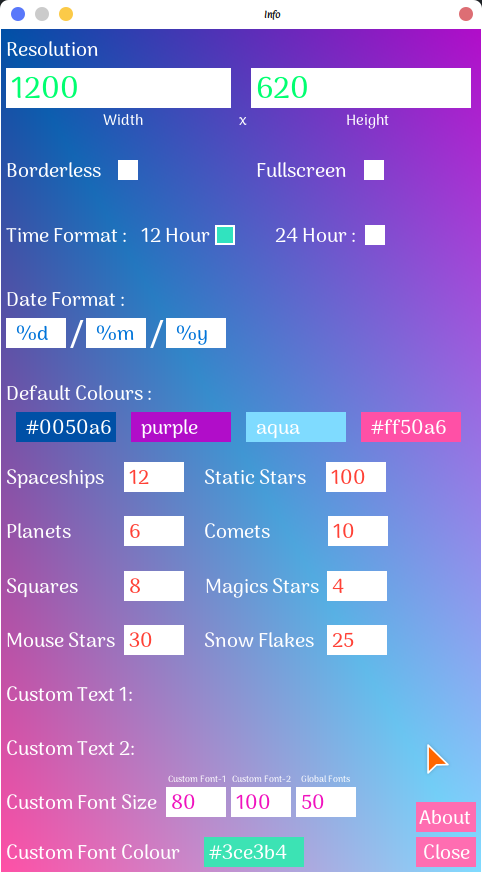 Info
Resolution
1200 620
Width x Height
Borderless Fullscreen
Time Format : 12 Hour 24 Hour :
Date Format :
%d / %m / %y
Default Colours :
#0050a6 purple aqua #ff50a6
Spaceships 12 Static Stars 100
Planets 6 Comets 10
Squares 8 Magics Stars 4
Mouse Stars 30 Snow Flakes 25
Custom Text 1:
Custom Text 2:
Custom Font-1 Custom Font-2 Global Fonts
Custom Font Size 80 100 50
About
Custom Font Colour #3ce3b4 Close